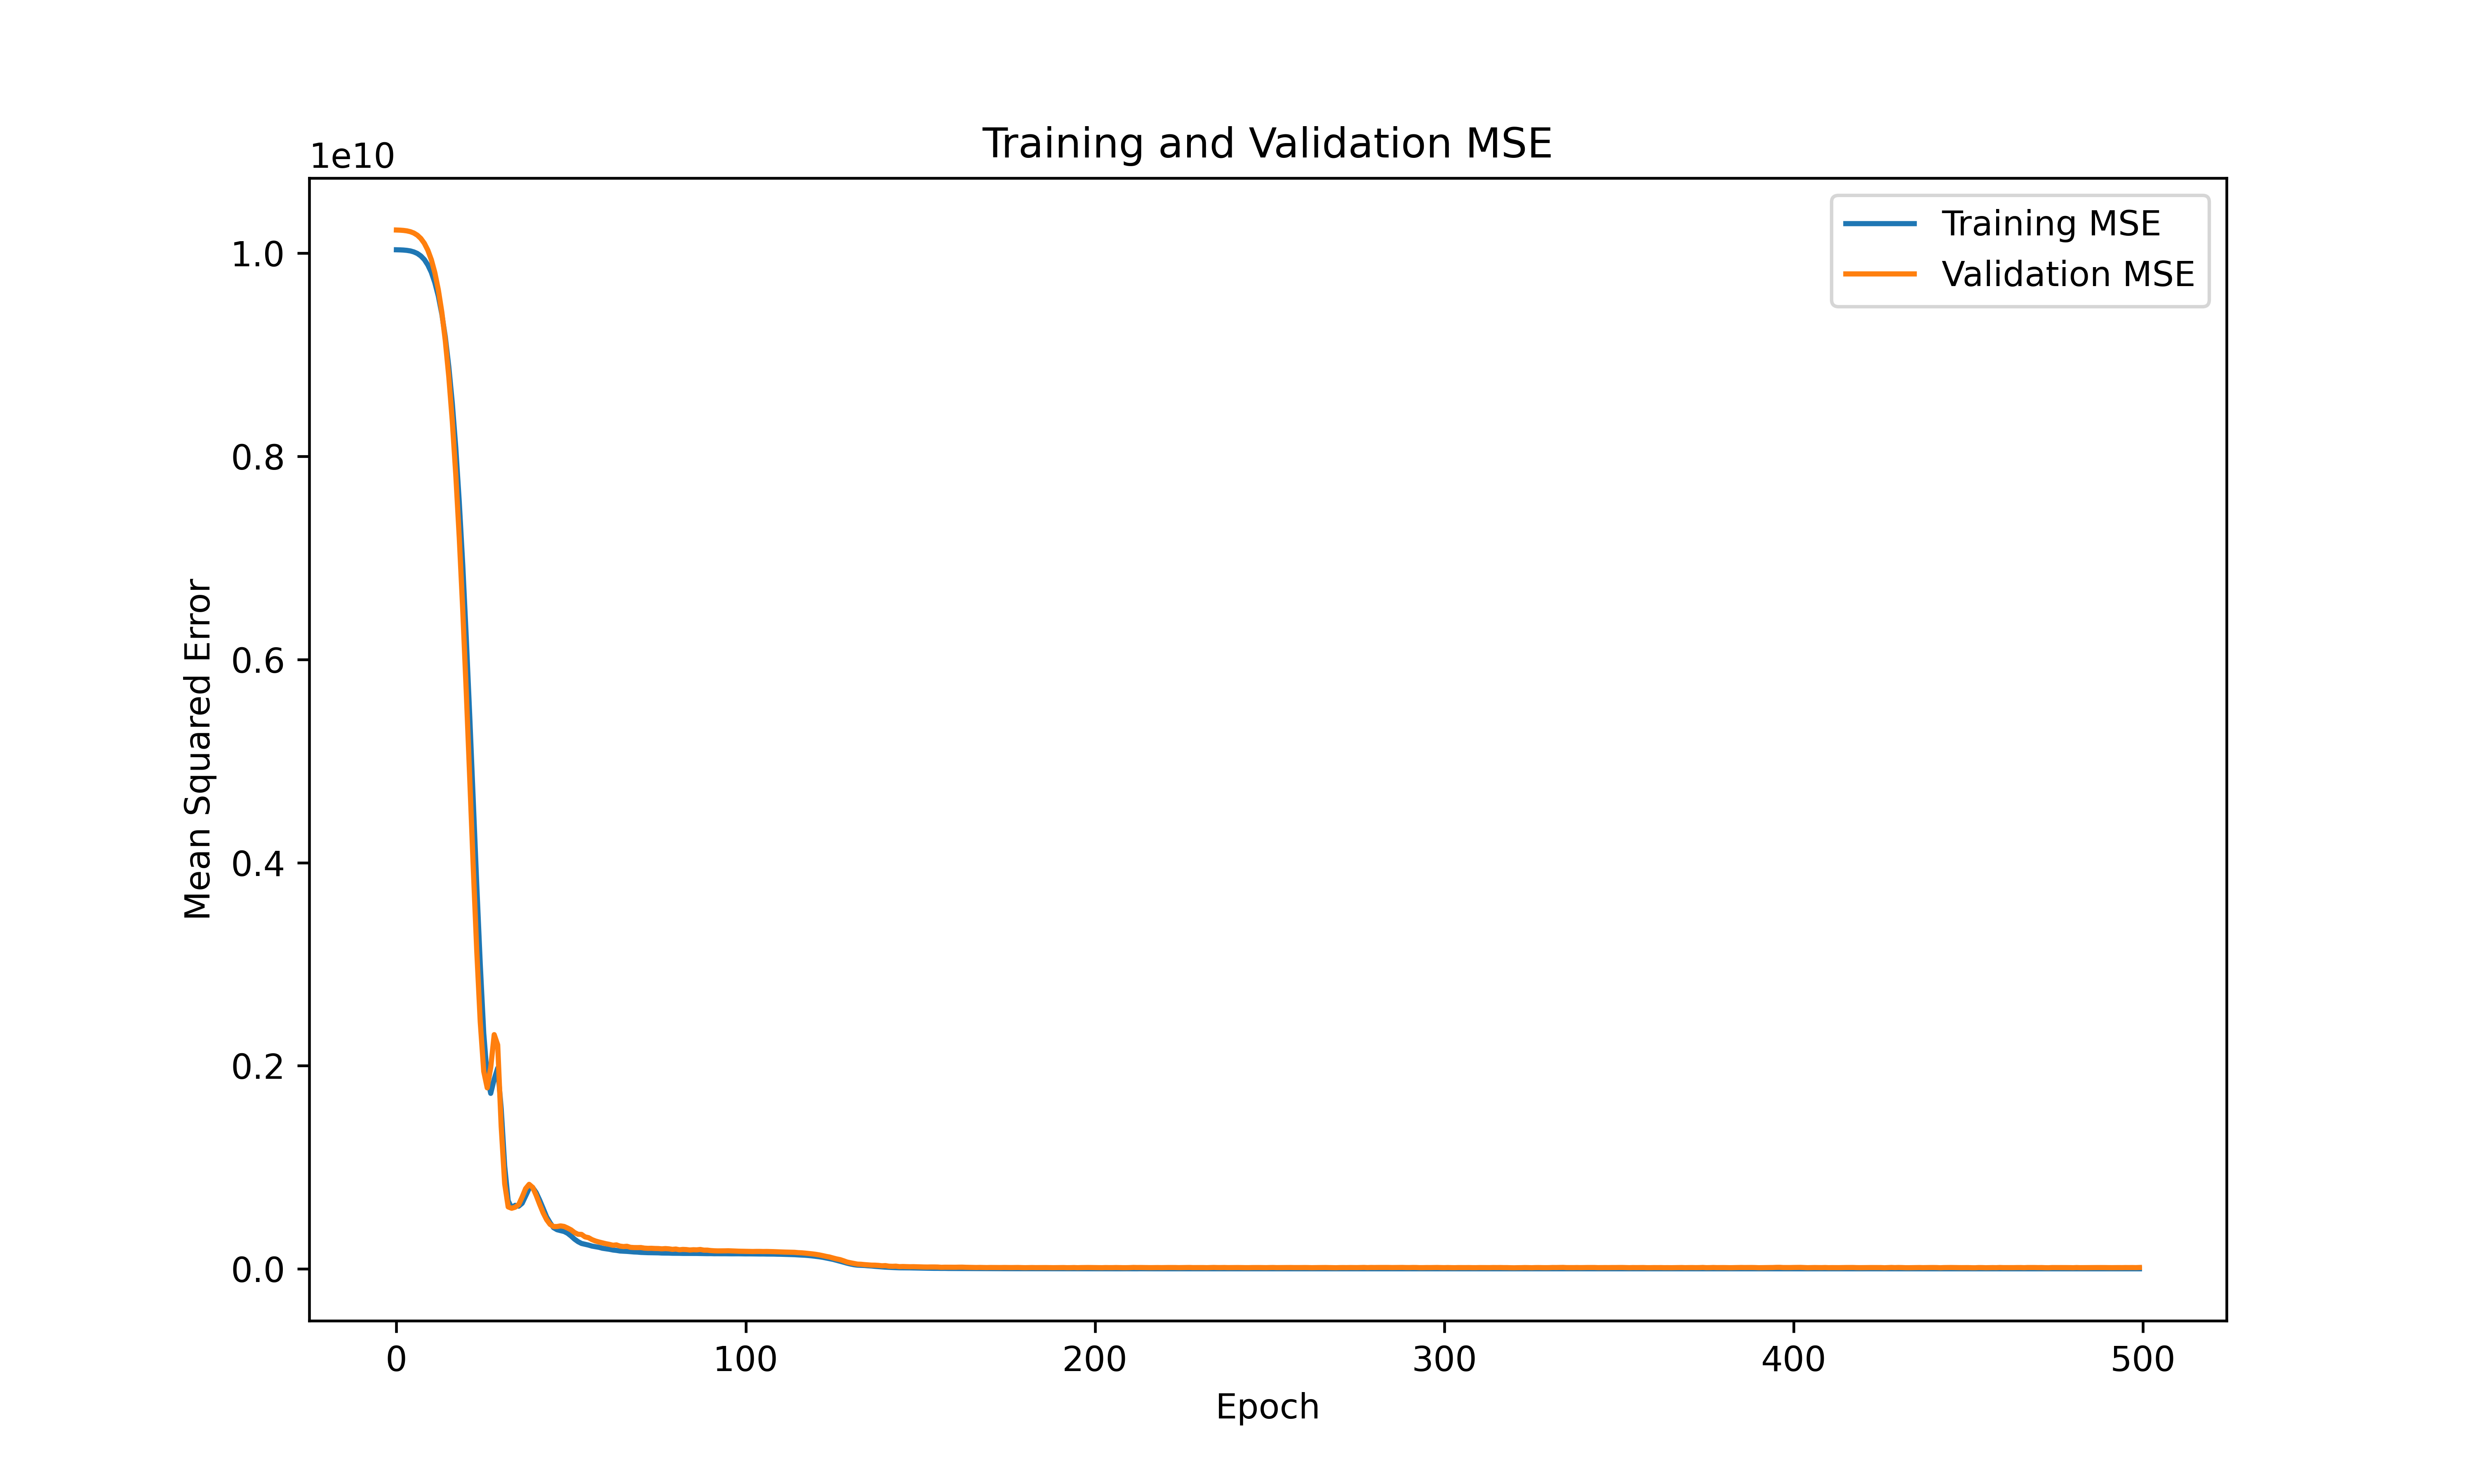 Training and Validation MSE
1e10
Training MSE
Validation MSE
1.0
0.8
0.6
0.4
0.2
0.0
Mean Squared Error
0 100 200 300 400 500
Epoch